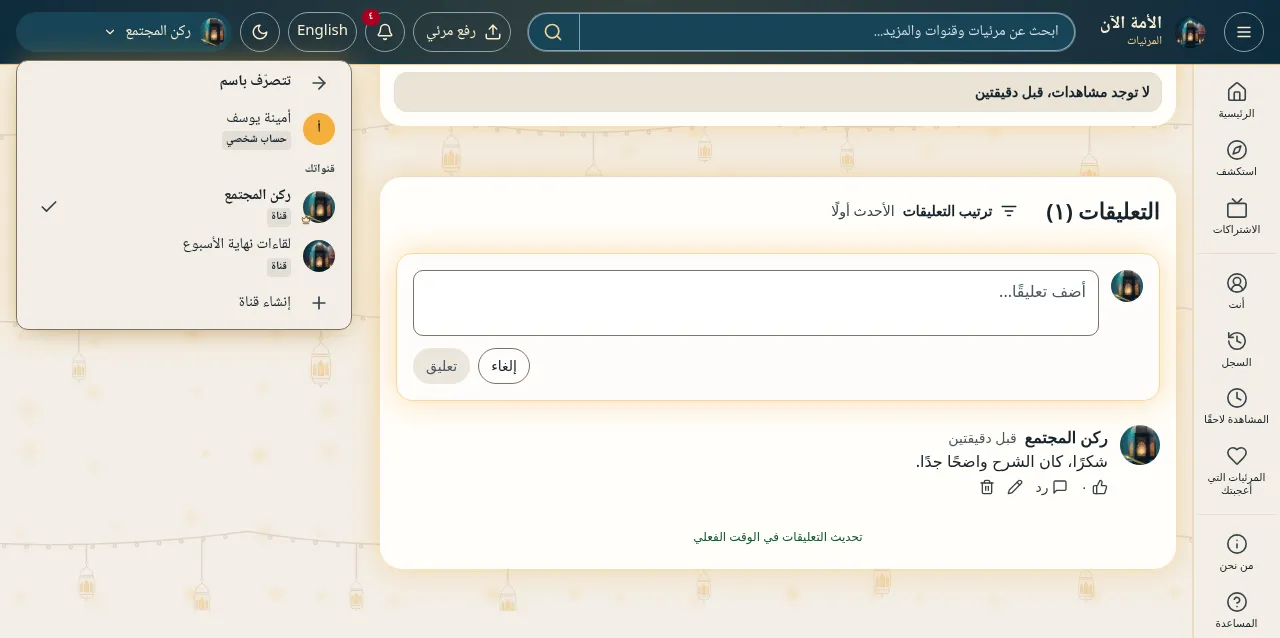 الأمة الآن
المرئيات
ابحث عن مرئيات وقنوات والمزيد...
رفع مرئي
٤
English
ركن المجتمع
الرئيسية
استكشف
الاشتراكات
أنت
السجل
المشاهدة لاحقًا
المرئيات التي أعجبتك
من نحن
المساعدة
لا توجد مشاهدات، قبل دقيقتين
التعليقات (١)
ترتيب التعليقات الأحدث أولًا
أضف تعليقًا...
إلغاء
تعليق
ركن المجتمع قبل دقيقتين
شكرًا، كان الشرح واضحًا جدًا.
٠ رد
تحديث التعليقات في الوقت الفعلي
تتصرّف باسم
أ
أمينة يوسف
حساب شخصي
قنواتك
ركن المجتمع
قناة
لقاءات نهاية الأسبوع
قناة
إنشاء قناة